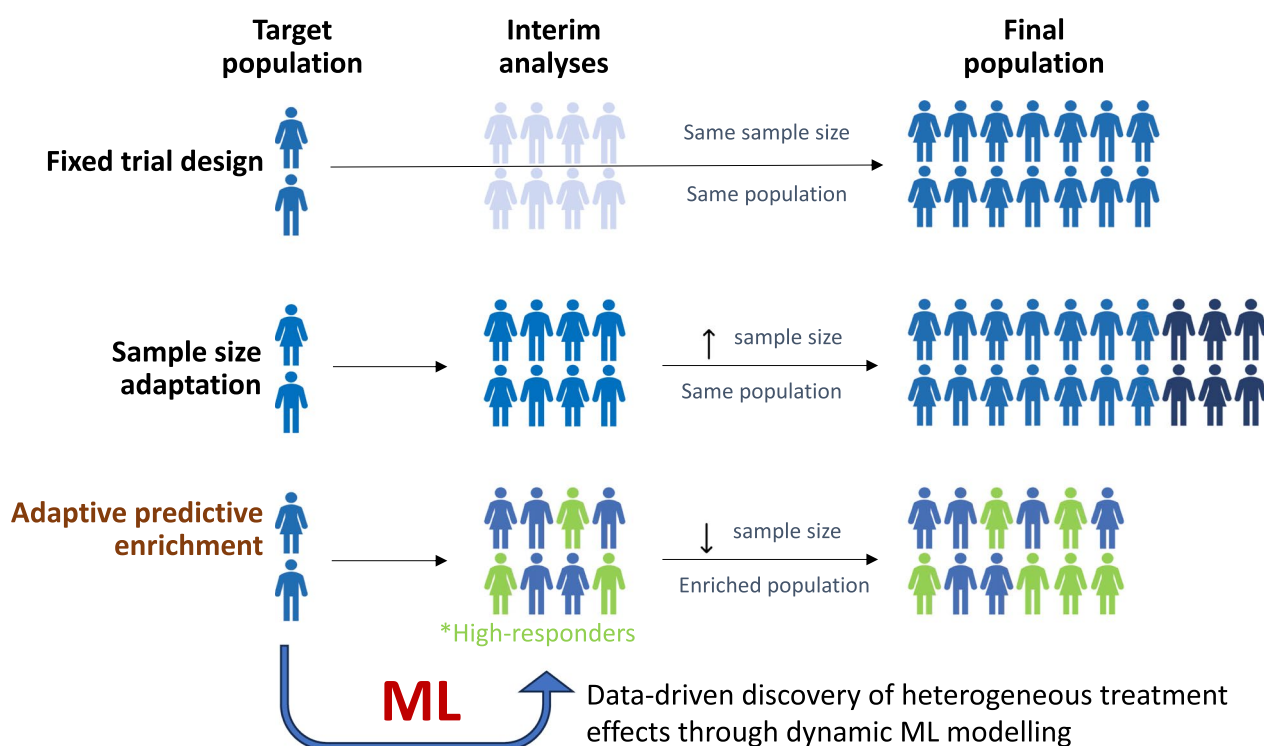 Target
population
Interim
analyses
Final
population
Fixed trial design
Same sample size
Same population
Sample size
adaptation
↑ sample size
Same population
Adaptive predictive
enrichment
↓ sample size
Enriched population
*High-responders
ML
Data-driven discovery of heterogeneous treatment
effects through dynamic ML modelling